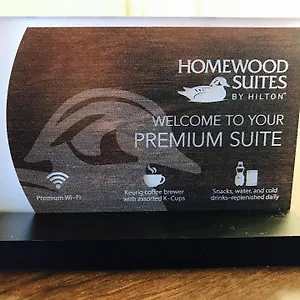 HOMEWOOD
SUITES
BY HILTON
WELCOME TO YOUR
PREMIUM SUITE
Premium Wi-Fi
Keurig coffee brewer
with assorted K-Cups
Snacks, water, and cold
drinks–replenished daily